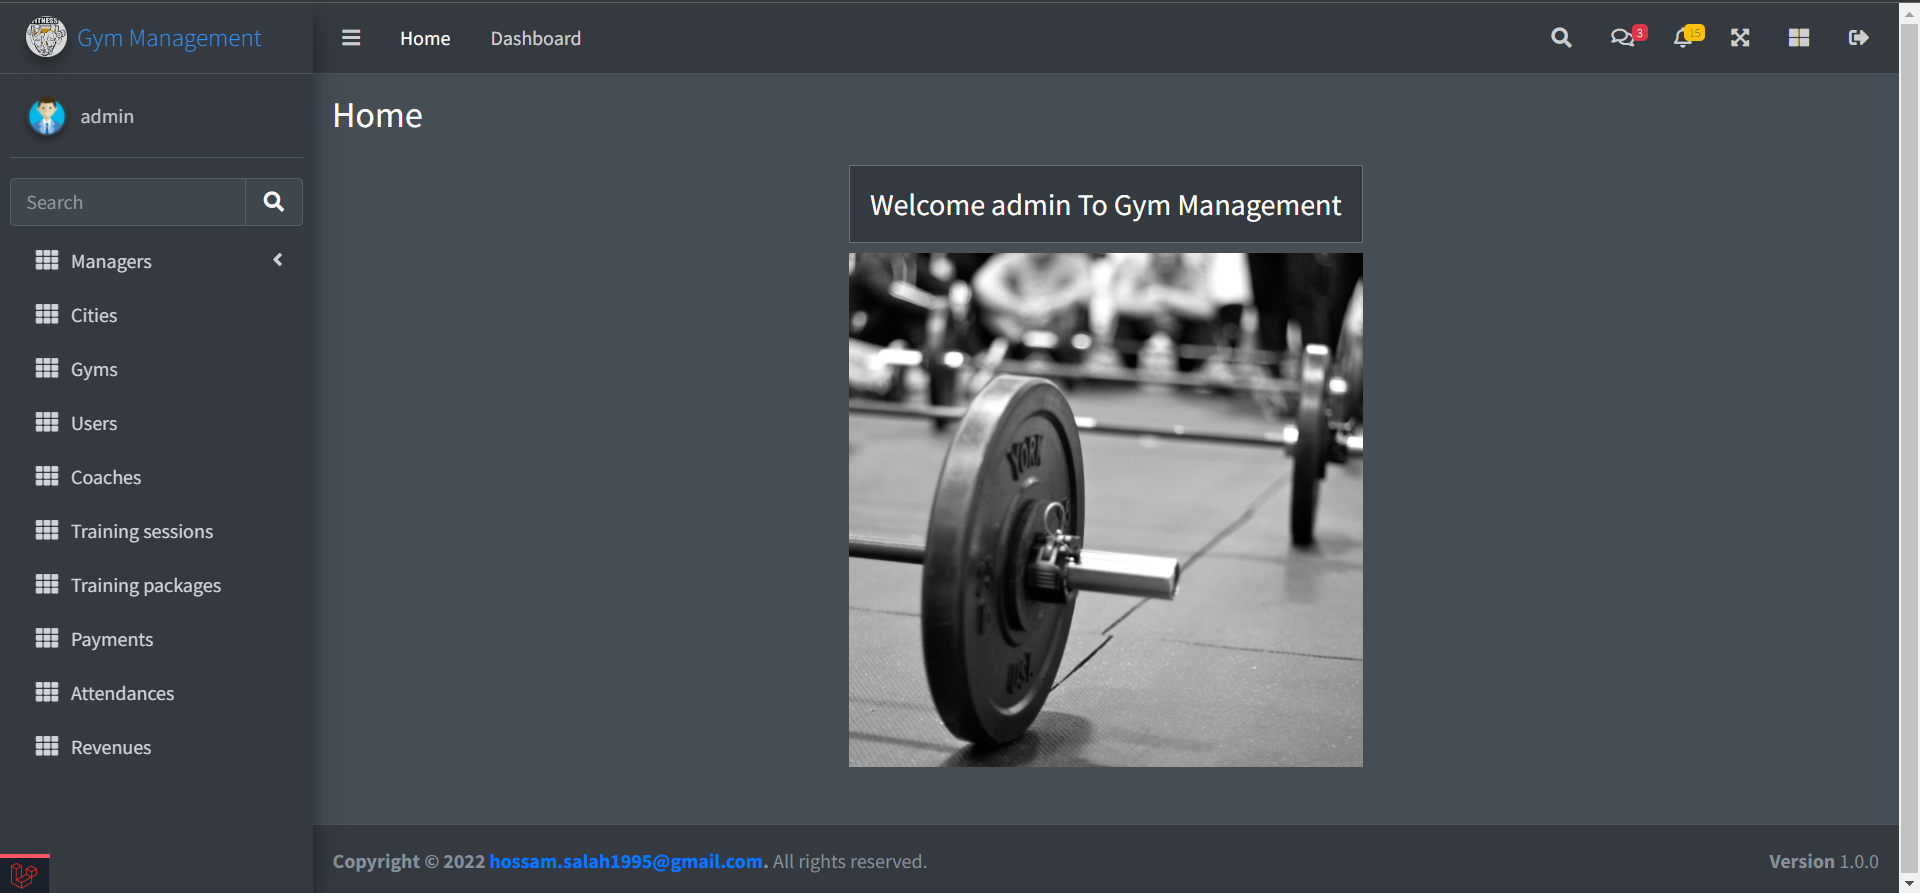 FITNESS
Gym Management
Home
Dashboard
3
15
admin
Search
Managers
Cities
Gyms
Users
Coaches
Training sessions
Training packages
Payments
Attendances
Revenues
Home
Welcome admin To Gym Management
YORK
USA
Copyright © 2022 hossam.salah1995@gmail.com. All rights reserved.
Version 1.0.0